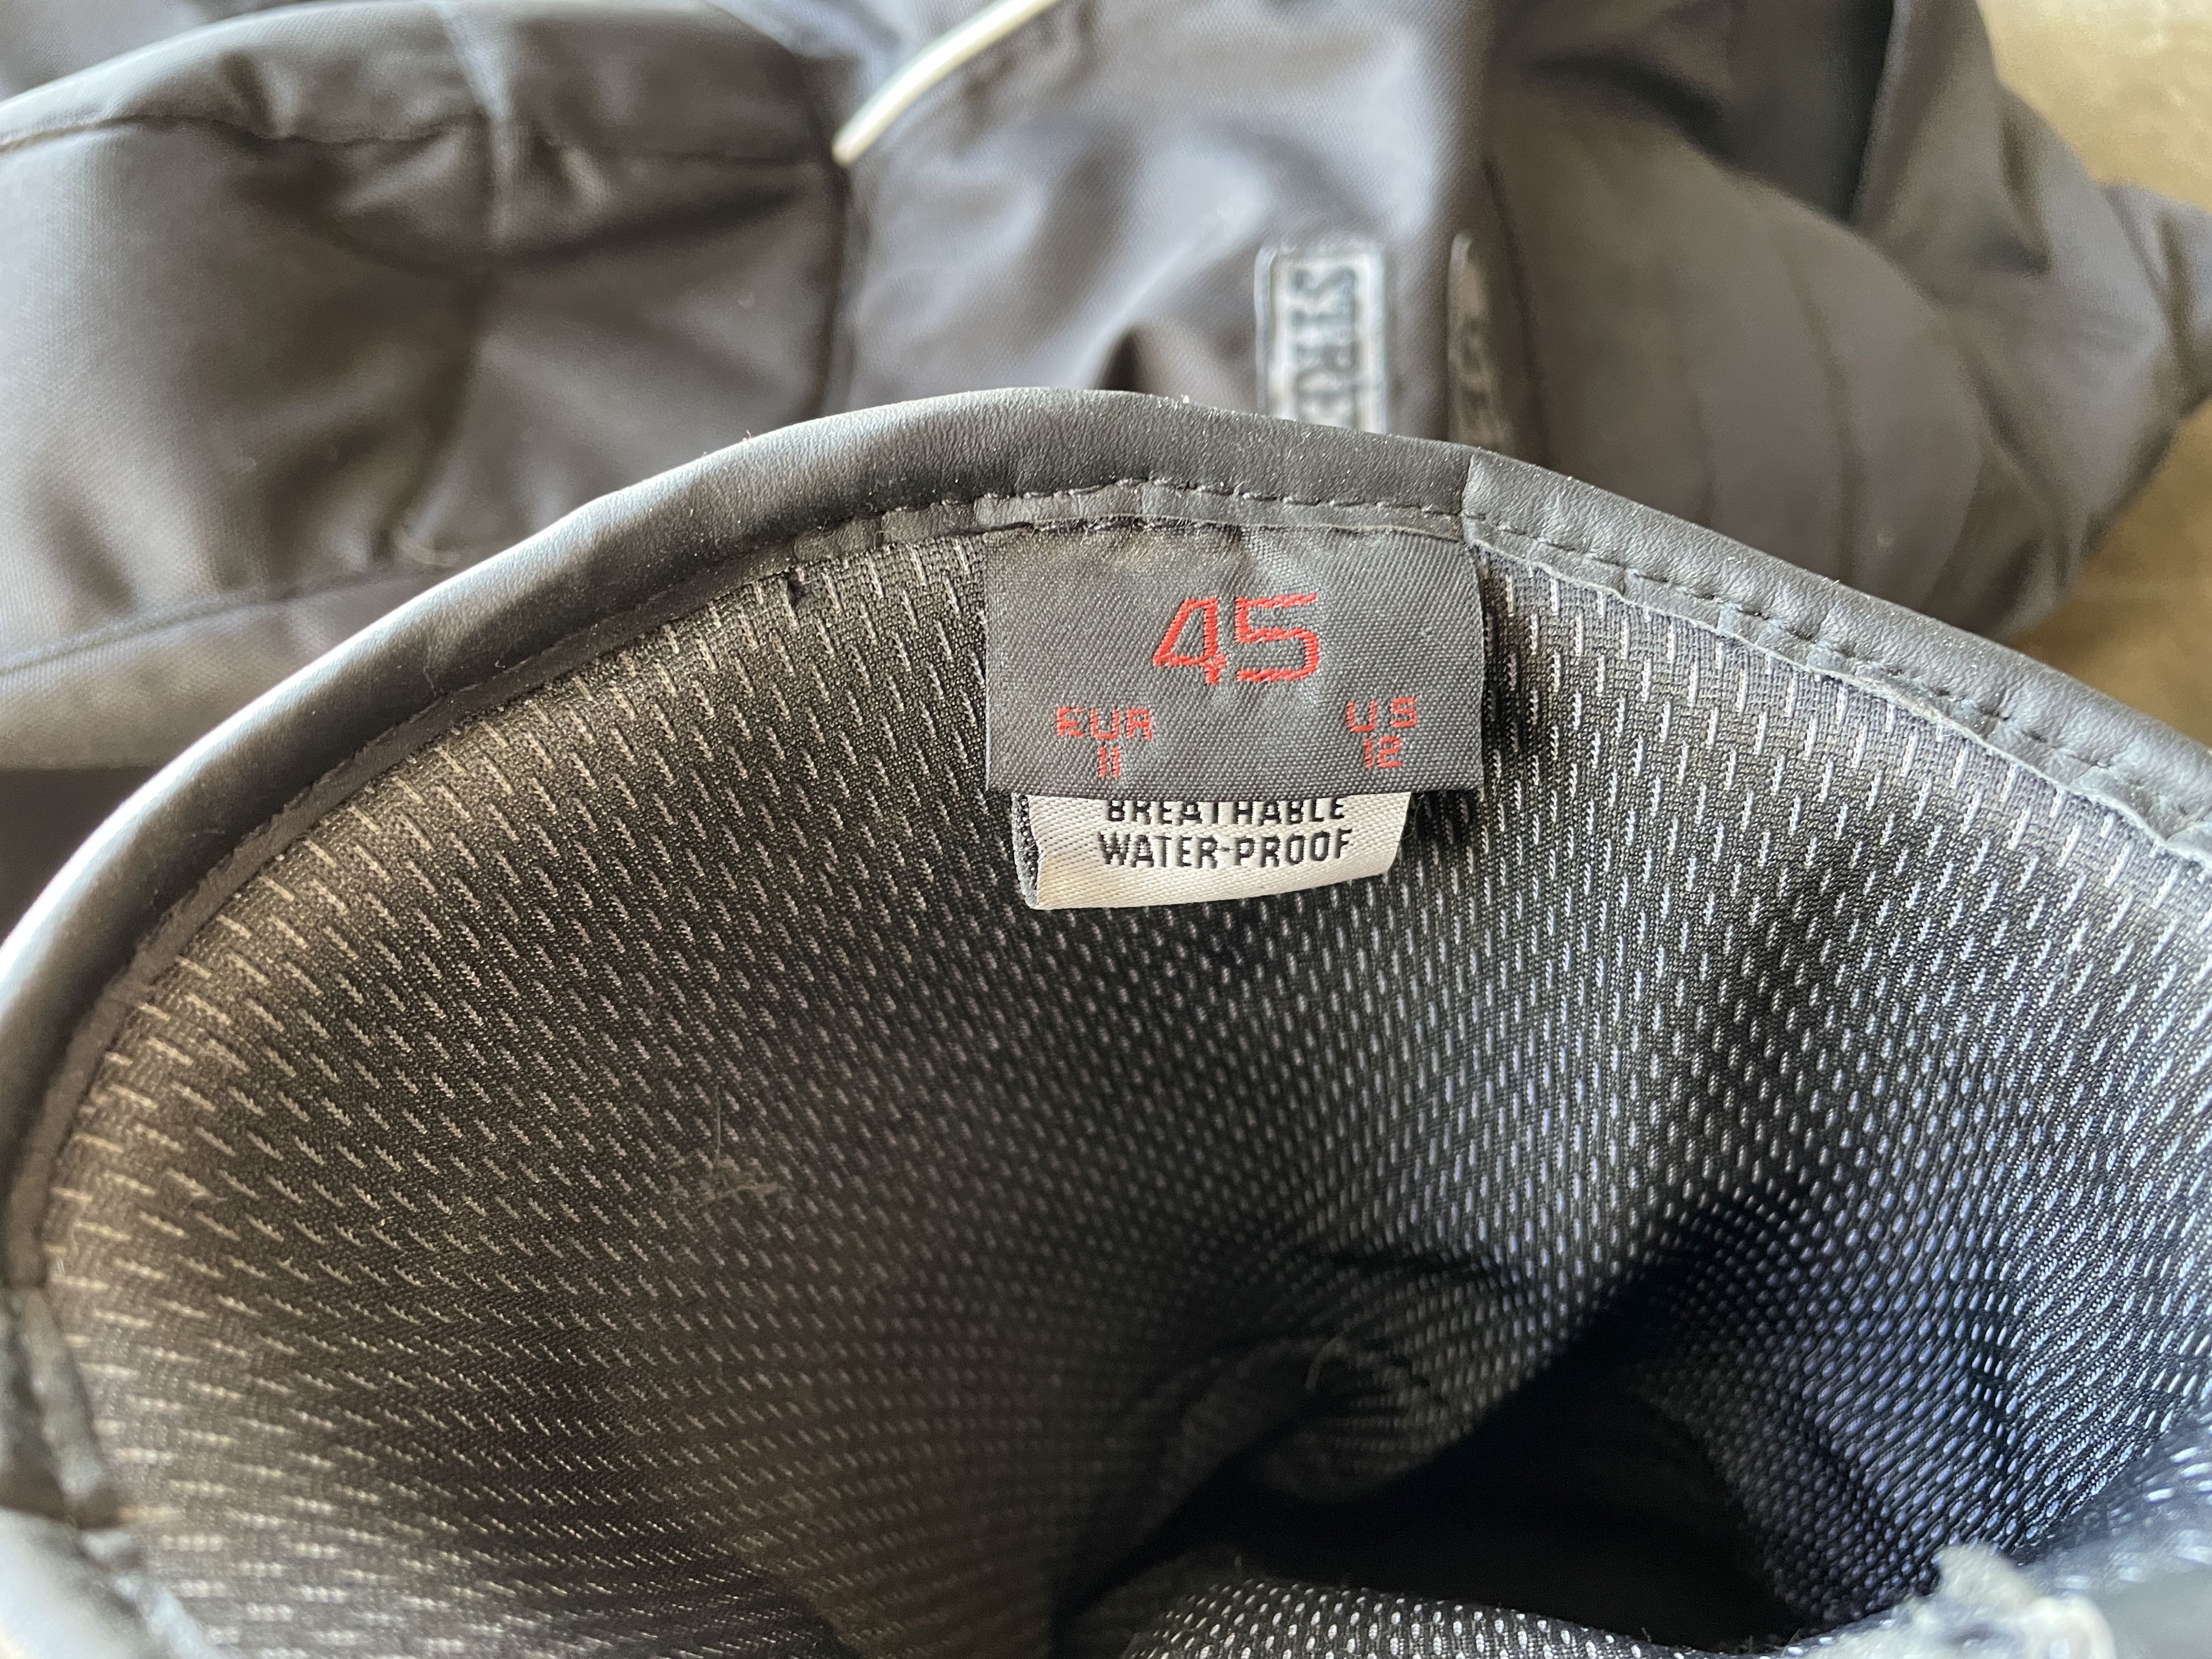 45
EUR US
11 12
BREATHABLE
WATER-PROOF